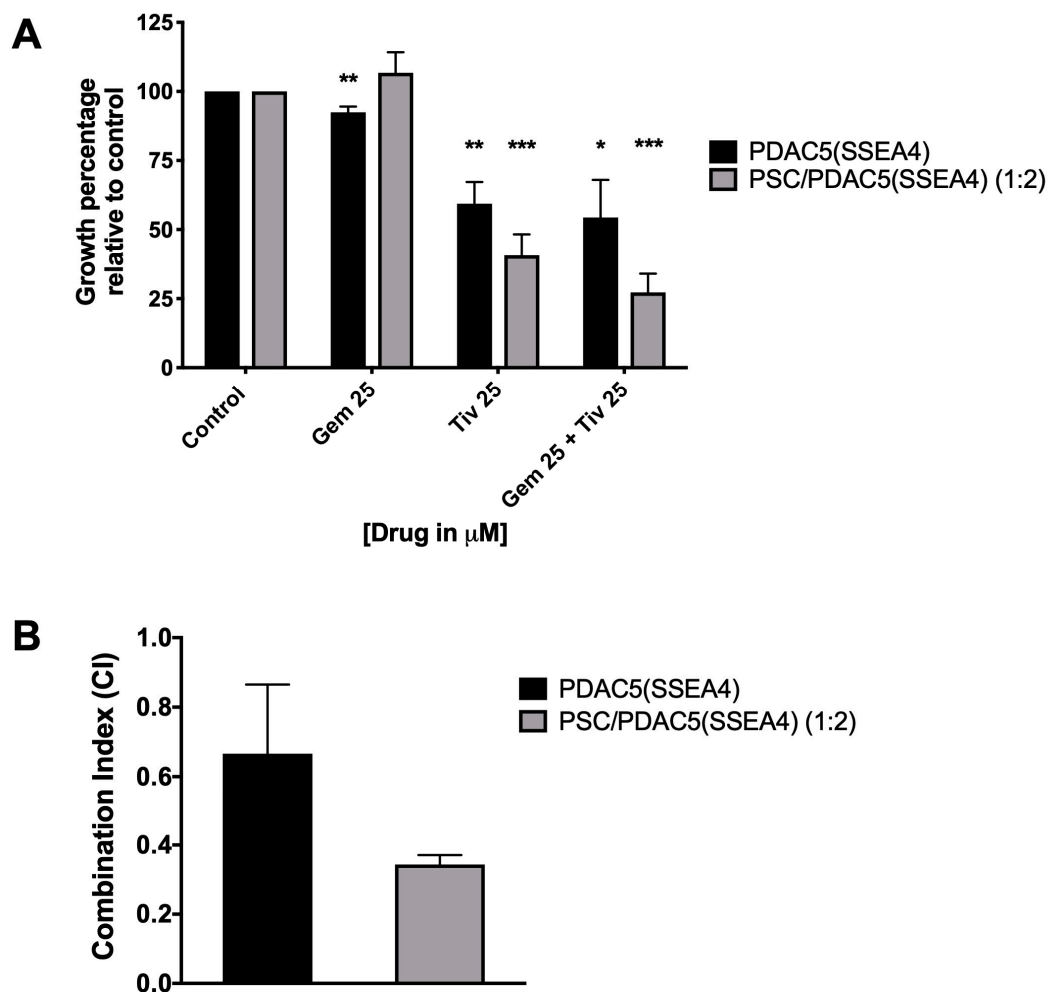 A
125
100
75
50
25
0
Growth percentage
relative to control
**
** ***
* ***
Control
Gem 25
Tiv 25
Gem 25 + Tiv 25
[Drug in μM]
PDAC5(SSEA4)
PSC/PDAC5(SSEA4) (1:2)
B
1.0
0.8
0.6
0.4
0.2
0.0
Combination Index (CI)
PDAC5(SSEA4)
PSC/PDAC5(SSEA4) (1:2)